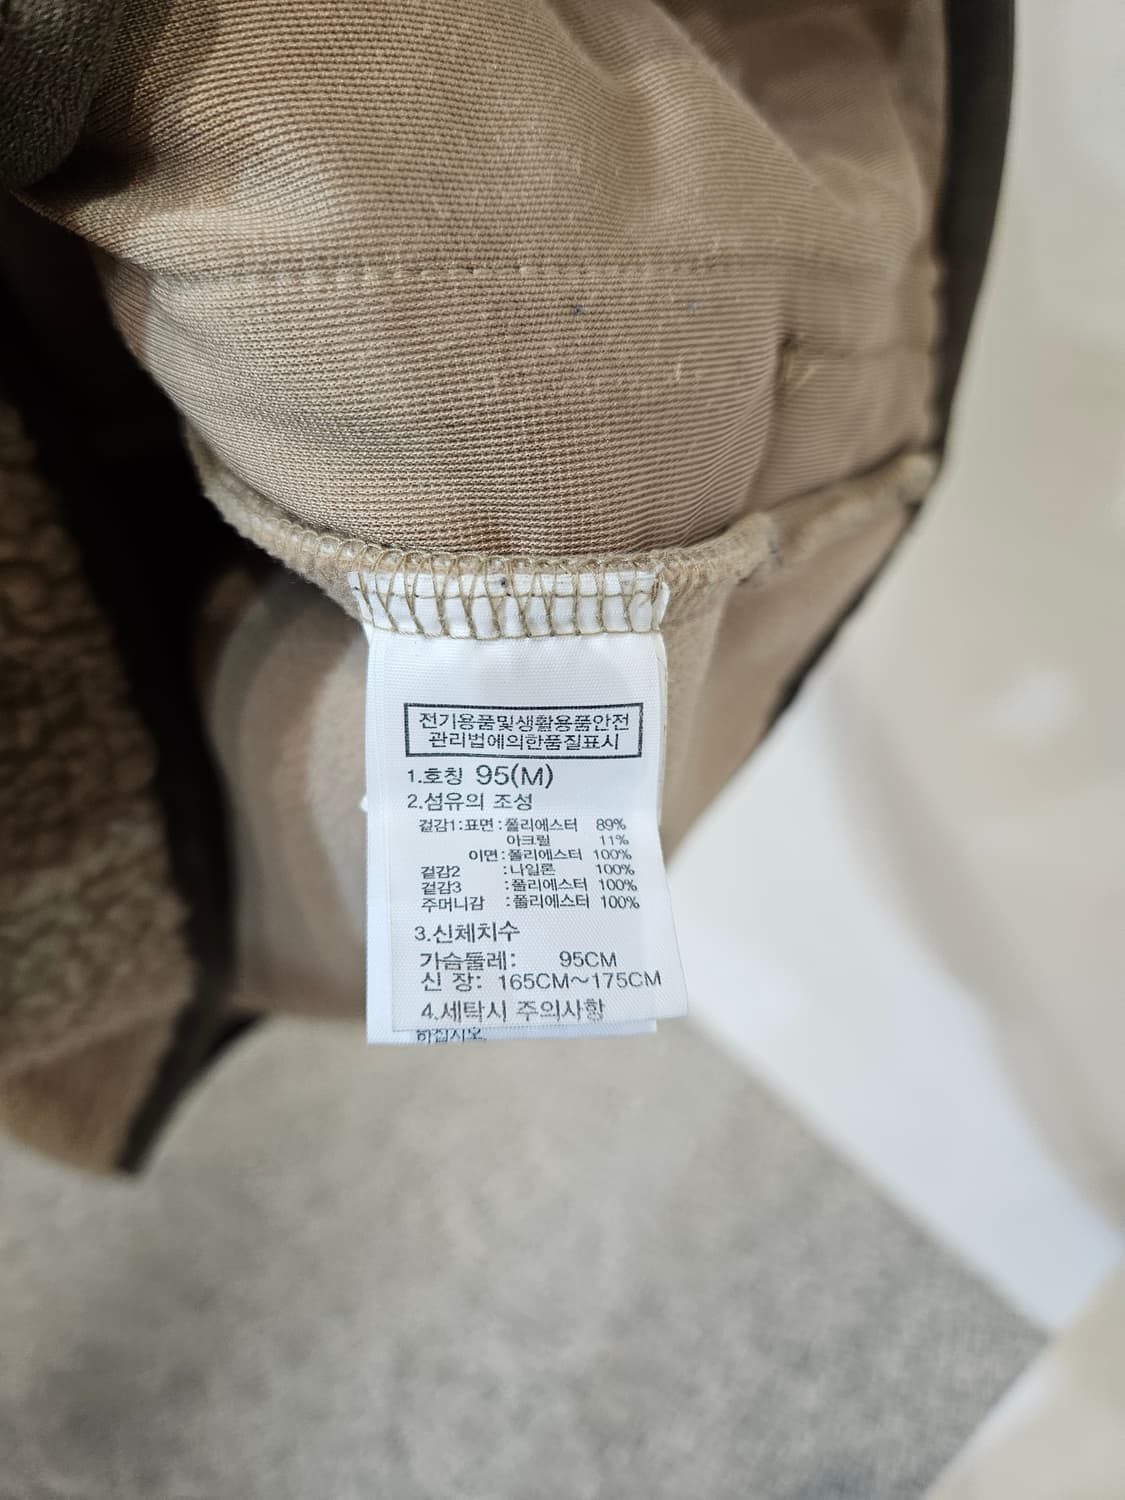 전기용품및생활용품안전
관리법에의한품질표시
1.호칭 95(M)
2.섬유의 조성
겉감1:표면:폴리에스터 89%
아크릴 11%
이면:폴리에스터 100%
겉감2 :나일론 100%
겉감3 :폴리에스터 100%
주머니감 :폴리에스터 100%
3.신체치수
가슴둘레: 95CM
신 장: 165CM~175CM
4.세탁시 주의사항
하십시오.